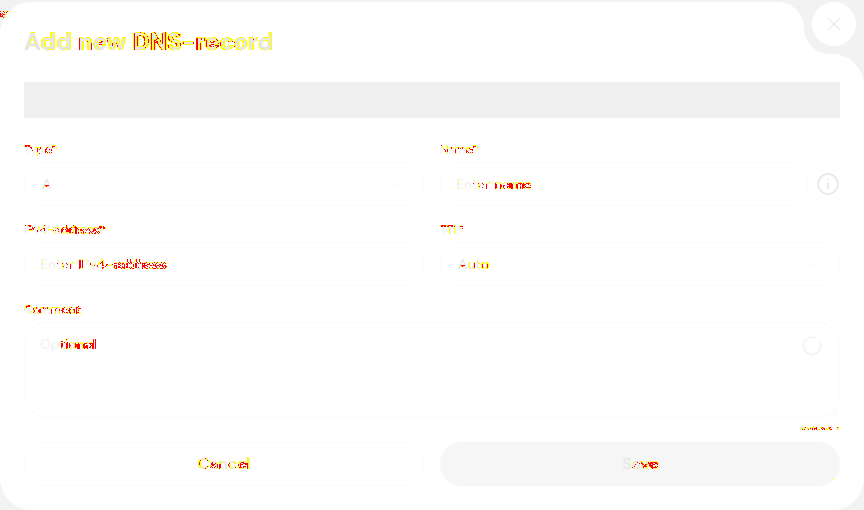 Add new DNS-record
Type*
Name*
A
Enter name
IPv4-address*
TTL*
Enter IPv4-address
Auto
Comment
Optional
Cancel
Save